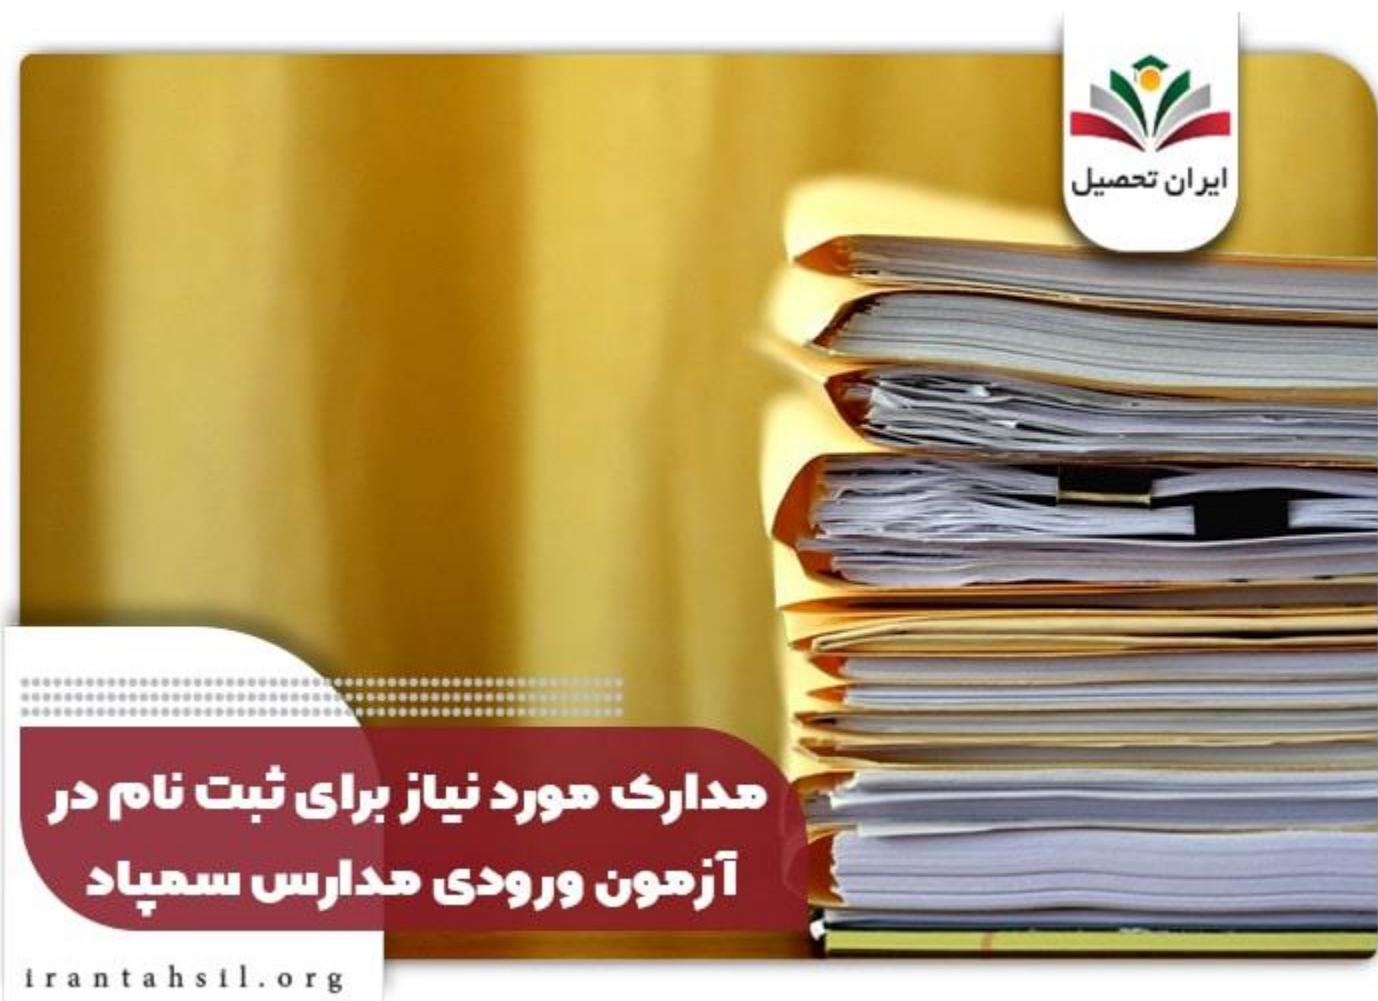 ایران تحصیل
مدارک مورد نیاز برای ثبت نام در
آزمون ورودی مدارس سمپاد
irantahsil.org